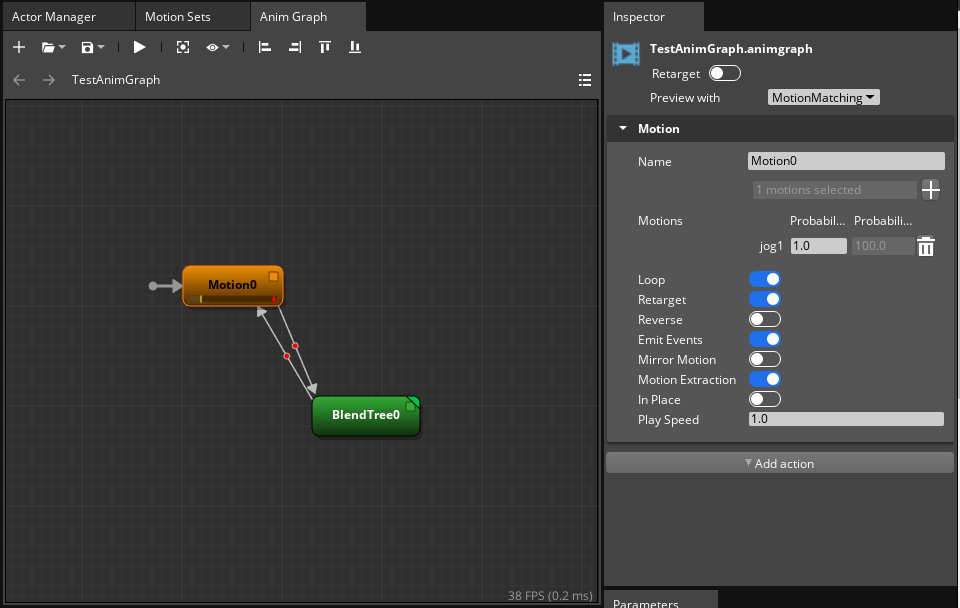 Actor Manager Motion Sets Anim Graph
TestAnimGraph
Motion0
BlendTree0
38 FPS (0.2 ms)
Inspector
TestAnimGraph.animgraph
Retarget
Preview with MotionMatching
Motion
Name Motion0
1 motions selected
Motions Probabil... Probabili...
jog1 1.0 100.0
Loop
Retarget
Reverse
Emit Events
Mirror Motion
Motion Extraction
In Place
Play Speed 1.0
Add action
Parameters